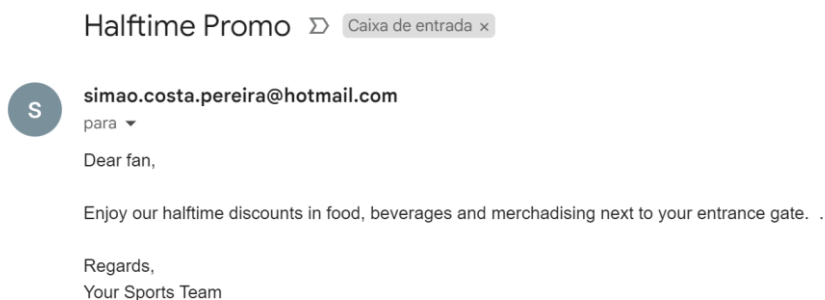 Halftime Promo Caixa de entrada ×
S simao.costa.pereira@hotmail.com
para
Dear fan,
Enjoy our halftime discounts in food, beverages and merchadising next to your entrance gate. .
Regards,
Your Sports Team